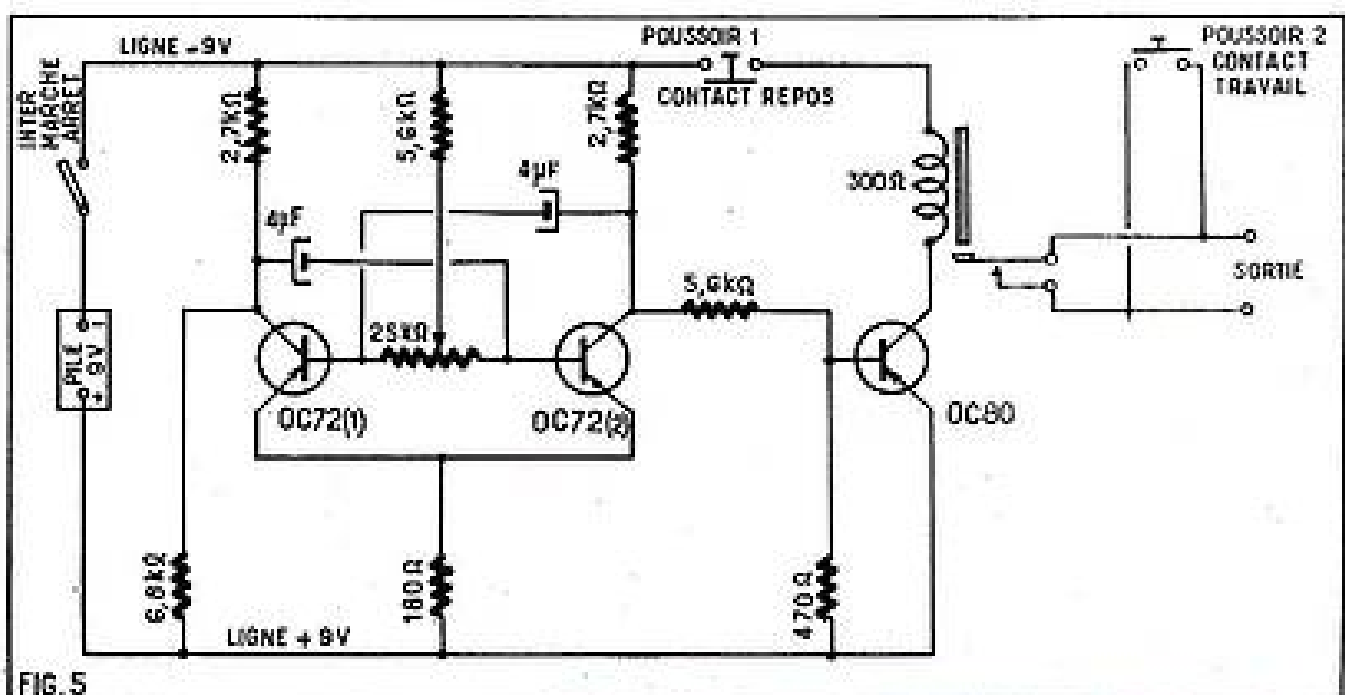 LIGNE -9V
POUSSOIR 1
CONTACT REPOS
POUSSOIR 2
CONTACT
TRAVAIL
INTER
MARCHE
ARRET
2,7kΩ
5,6kΩ
2,7kΩ
4µF
4µF
300Ω
SORTIE
5,6kΩ
25kΩ
PILE
9V
-
+
OC72(1)
OC72(2)
OC80
6,8kΩ
180Ω
470Ω
LIGNE + 9V
FIG. 5